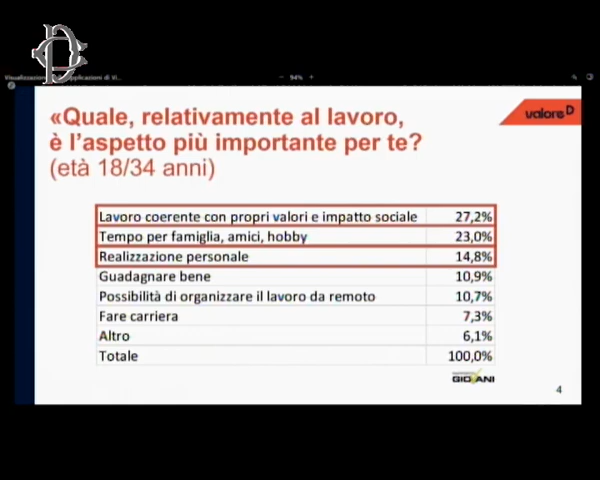 94%
«Quale, relativamente al lavoro,
è l'aspetto più importante per te?
(età 18/34 anni)
valore D
Lavoro coerente con propri valori e impatto sociale 27,2%
Tempo per famiglia, amici, hobby 23,0%
Realizzazione personale 14,8%
Guadagnare bene 10,9%
Possibilità di organizzare il lavoro da remoto 10,7%
Fare carriera 7,3%
Altro 6,1%
Totale 100,0%
GIOVANI
4